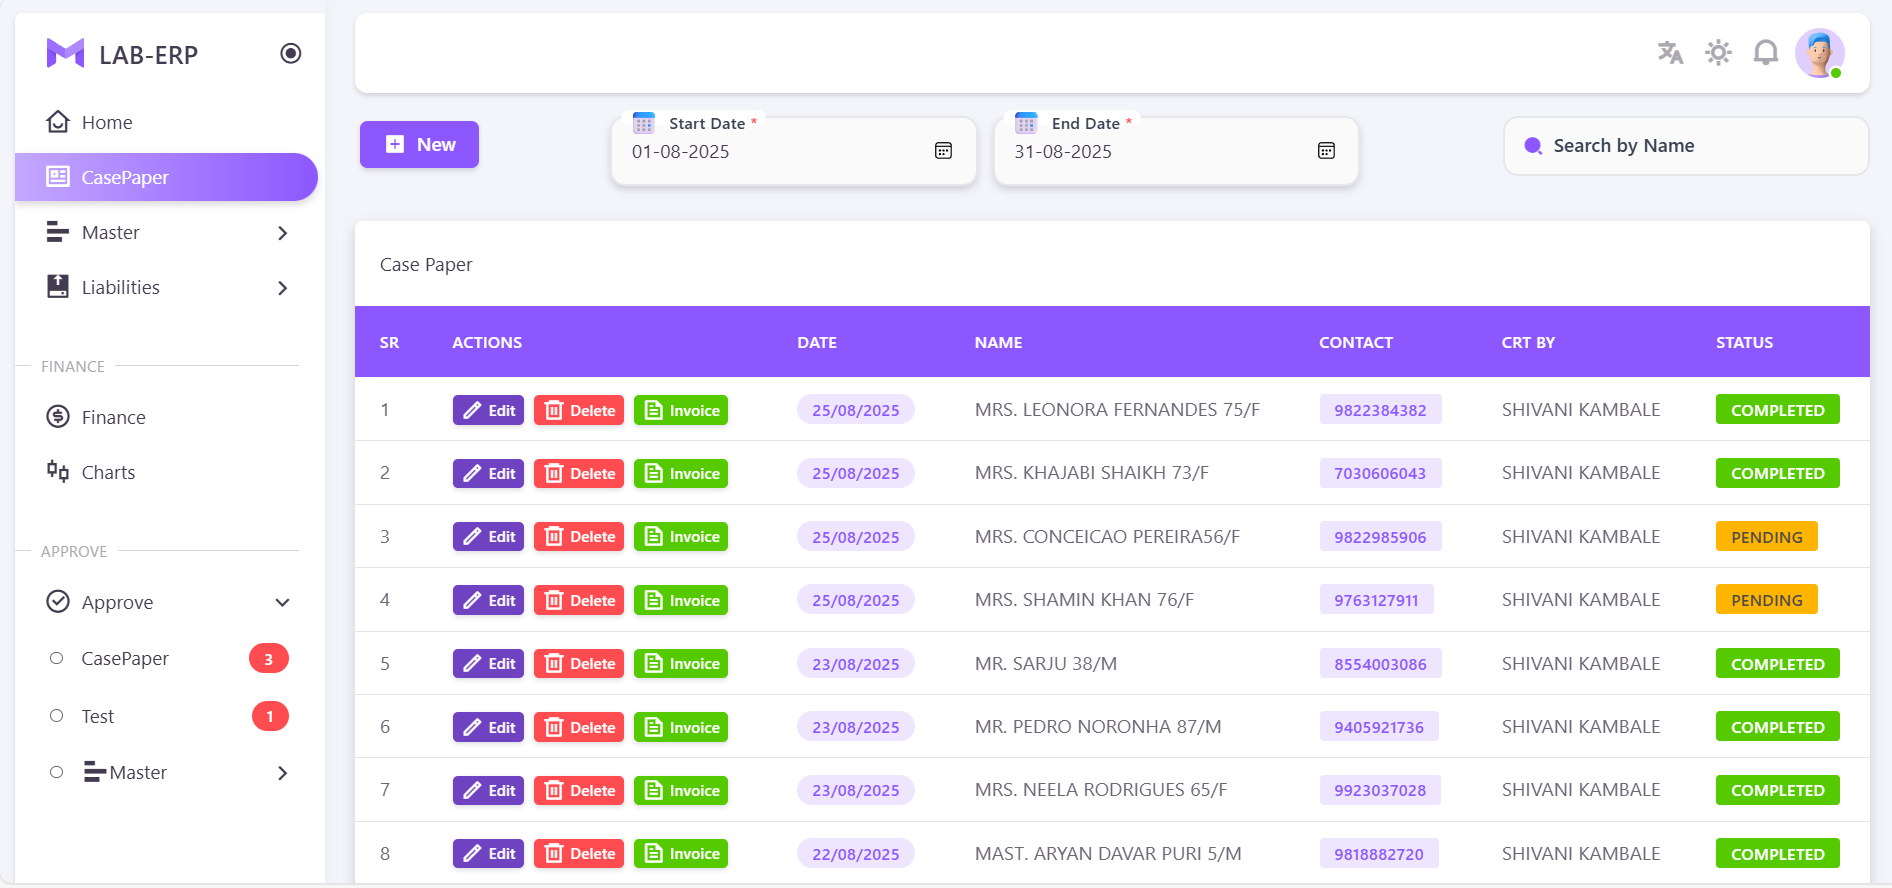 LAB-ERP
Home
CasePaper
Master
Liabilities
FINANCE
Finance
Charts
APPROVE
Approve
CasePaper 3
Test 1
Master
New
Start Date *
01-08-2025
End Date *
31-08-2025
Search by Name
Case Paper
SR ACTIONS DATE NAME CONTACT CRT BY STATUS
1 Edit Delete Invoice 25/08/2025 MRS. LEONORA FERNANDES 75/F 9822384382 SHIVANI KAMBALE COMPLETED
2 Edit Delete Invoice 25/08/2025 MRS. KHAJABI SHAIKH 73/F 7030606043 SHIVANI KAMBALE COMPLETED
3 Edit Delete Invoice 25/08/2025 MRS. CONCEICAO PEREIRA56/F 9822985906 SHIVANI KAMBALE PENDING
4 Edit Delete Invoice 25/08/2025 MRS. SHAMIN KHAN 76/F 9763127911 SHIVANI KAMBALE PENDING
5 Edit Delete Invoice 23/08/2025 MR. SARJU 38/M 8554003086 SHIVANI KAMBALE COMPLETED
6 Edit Delete Invoice 23/08/2025 MR. PEDRO NORONHA 87/M 9405921736 SHIVANI KAMBALE COMPLETED
7 Edit Delete Invoice 23/08/2025 MRS. NEELA RODRIGUES 65/F 9923037028 SHIVANI KAMBALE COMPLETED
8 Edit Delete Invoice 22/08/2025 MAST. ARYAN DAVAR PURI 5/M 9818882720 SHIVANI KAMBALE COMPLETED